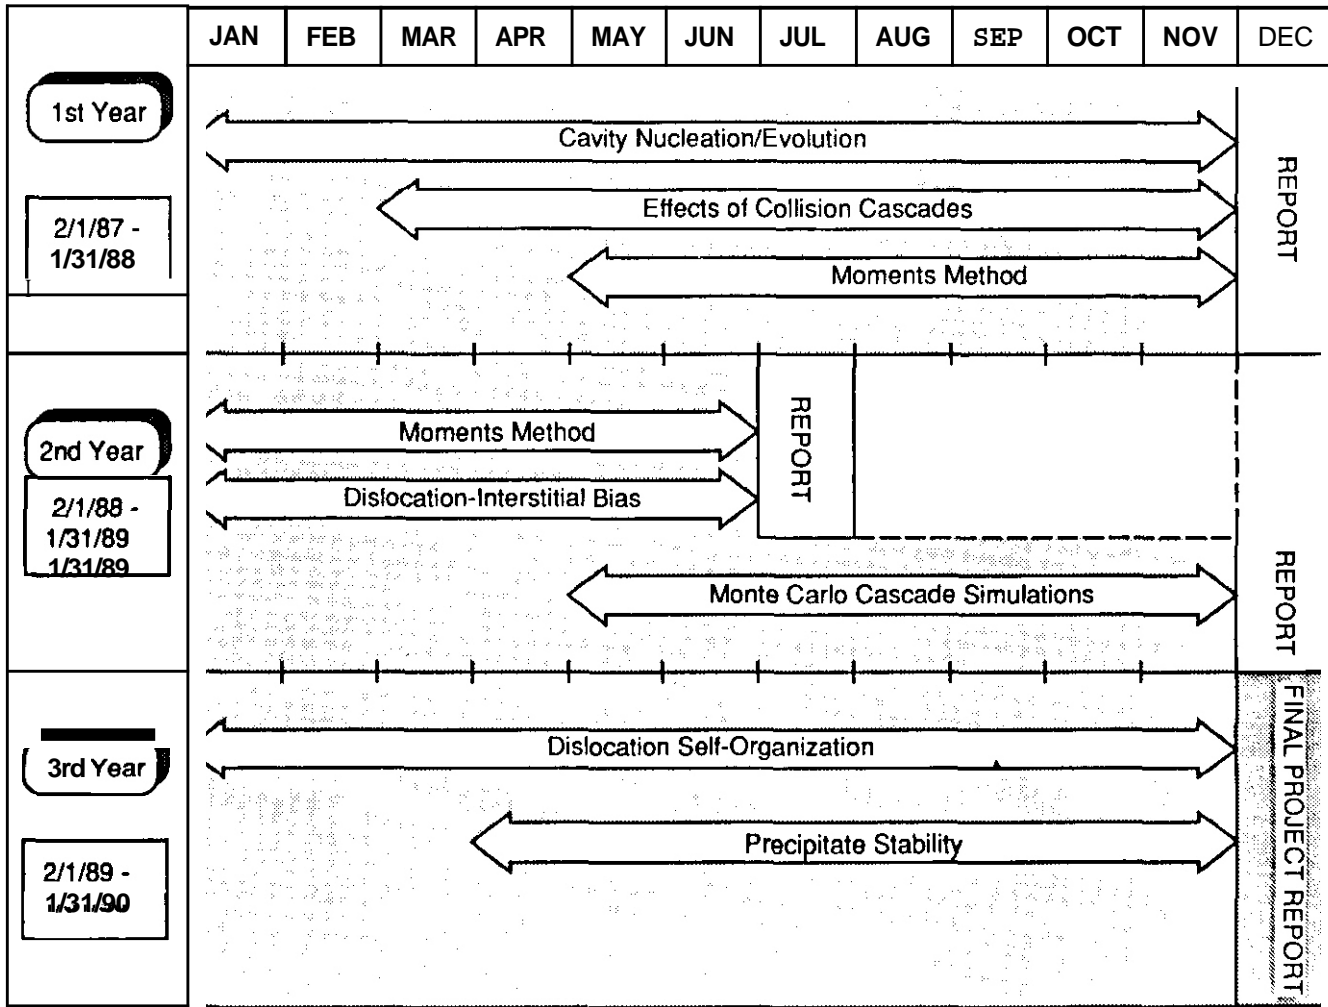 JAN FEB MAR APR MAY JUN JUL AUG SEP OCT NOV DEC
1st Year
2/1/87 -
1/31/88
Cavity Nucleation/Evolution
Effects of Collision Cascades
Moments Method
REPORT
2nd Year
2/1/88 -
1/31/89
1/31/89
Moments Method
Dislocation-Interstitial Bias
REPORT
Monte Carlo Cascade Simulations
REPORT
3rd Year
2/1/89 -
1/31/90
Dislocation Self-Organization
Precipitate Stability
FINAL PROJECT REPORT